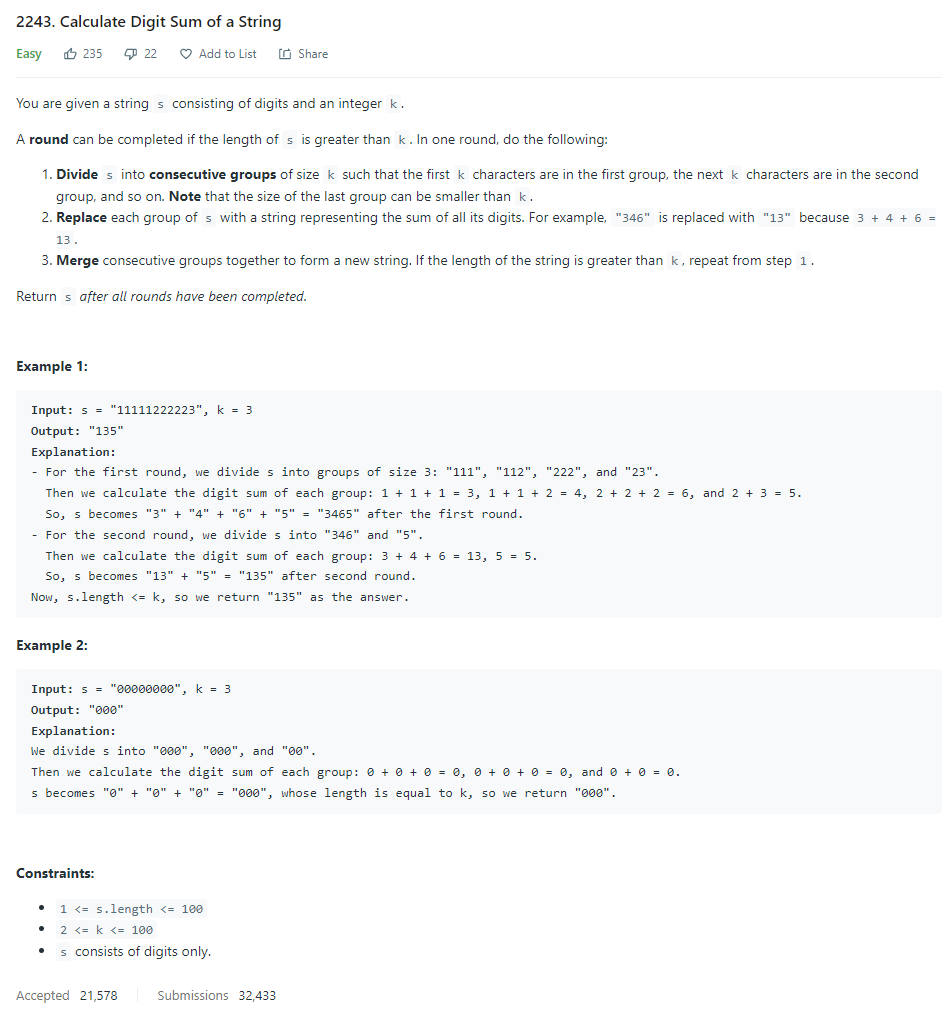 2243. Calculate Digit Sum of a String
Easy 235 22 Add to List Share
You are given a string s consisting of digits and an integer k.
A round can be completed if the length of s is greater than k. In one round, do the following:
1. Divide s into consecutive groups of size k such that the first k characters are in the first group, the next k characters are in the second
group, and so on. Note that the size of the last group can be smaller than k.
2. Replace each group of s with a string representing the sum of all its digits. For example, "346" is replaced with "13" because 3 + 4 + 6 =
13.
3. Merge consecutive groups together to form a new string. If the length of the string is greater than k, repeat from step 1.
Return s after all rounds have been completed.
Example 1:
Input: s = "11111222223", k = 3
Output: "135"
Explanation:
- For the first round, we divide s into groups of size 3: "111", "112", "222", and "23".
Then we calculate the digit sum of each group: 1 + 1 + 1 = 3, 1 + 1 + 2 = 4, 2 + 2 + 2 = 6, and 2 + 3 = 5.
So, s becomes "3" + "4" + "6" + "5" = "3465" after the first round.
- For the second round, we divide s into "346" and "5".
Then we calculate the digit sum of each group: 3 + 4 + 6 = 13, 5 = 5.
So, s becomes "13" + "5" = "135" after second round.
Now, s.length <= k, so we return "135" as the answer.
Example 2:
Input: s = "00000000", k = 3
Output: "000"
Explanation:
We divide s into "000", "000", and "00".
Then we calculate the digit sum of each group: 0 + 0 + 0 = 0, 0 + 0 + 0 = 0, and 0 + 0 = 0.
s becomes "0" + "0" + "0" = "000", whose length is equal to k, so we return "000".
Constraints:
• 1 <= s.length <= 100
• 2 <= k <= 100
• s consists of digits only.
Accepted 21,578 Submissions 32,433